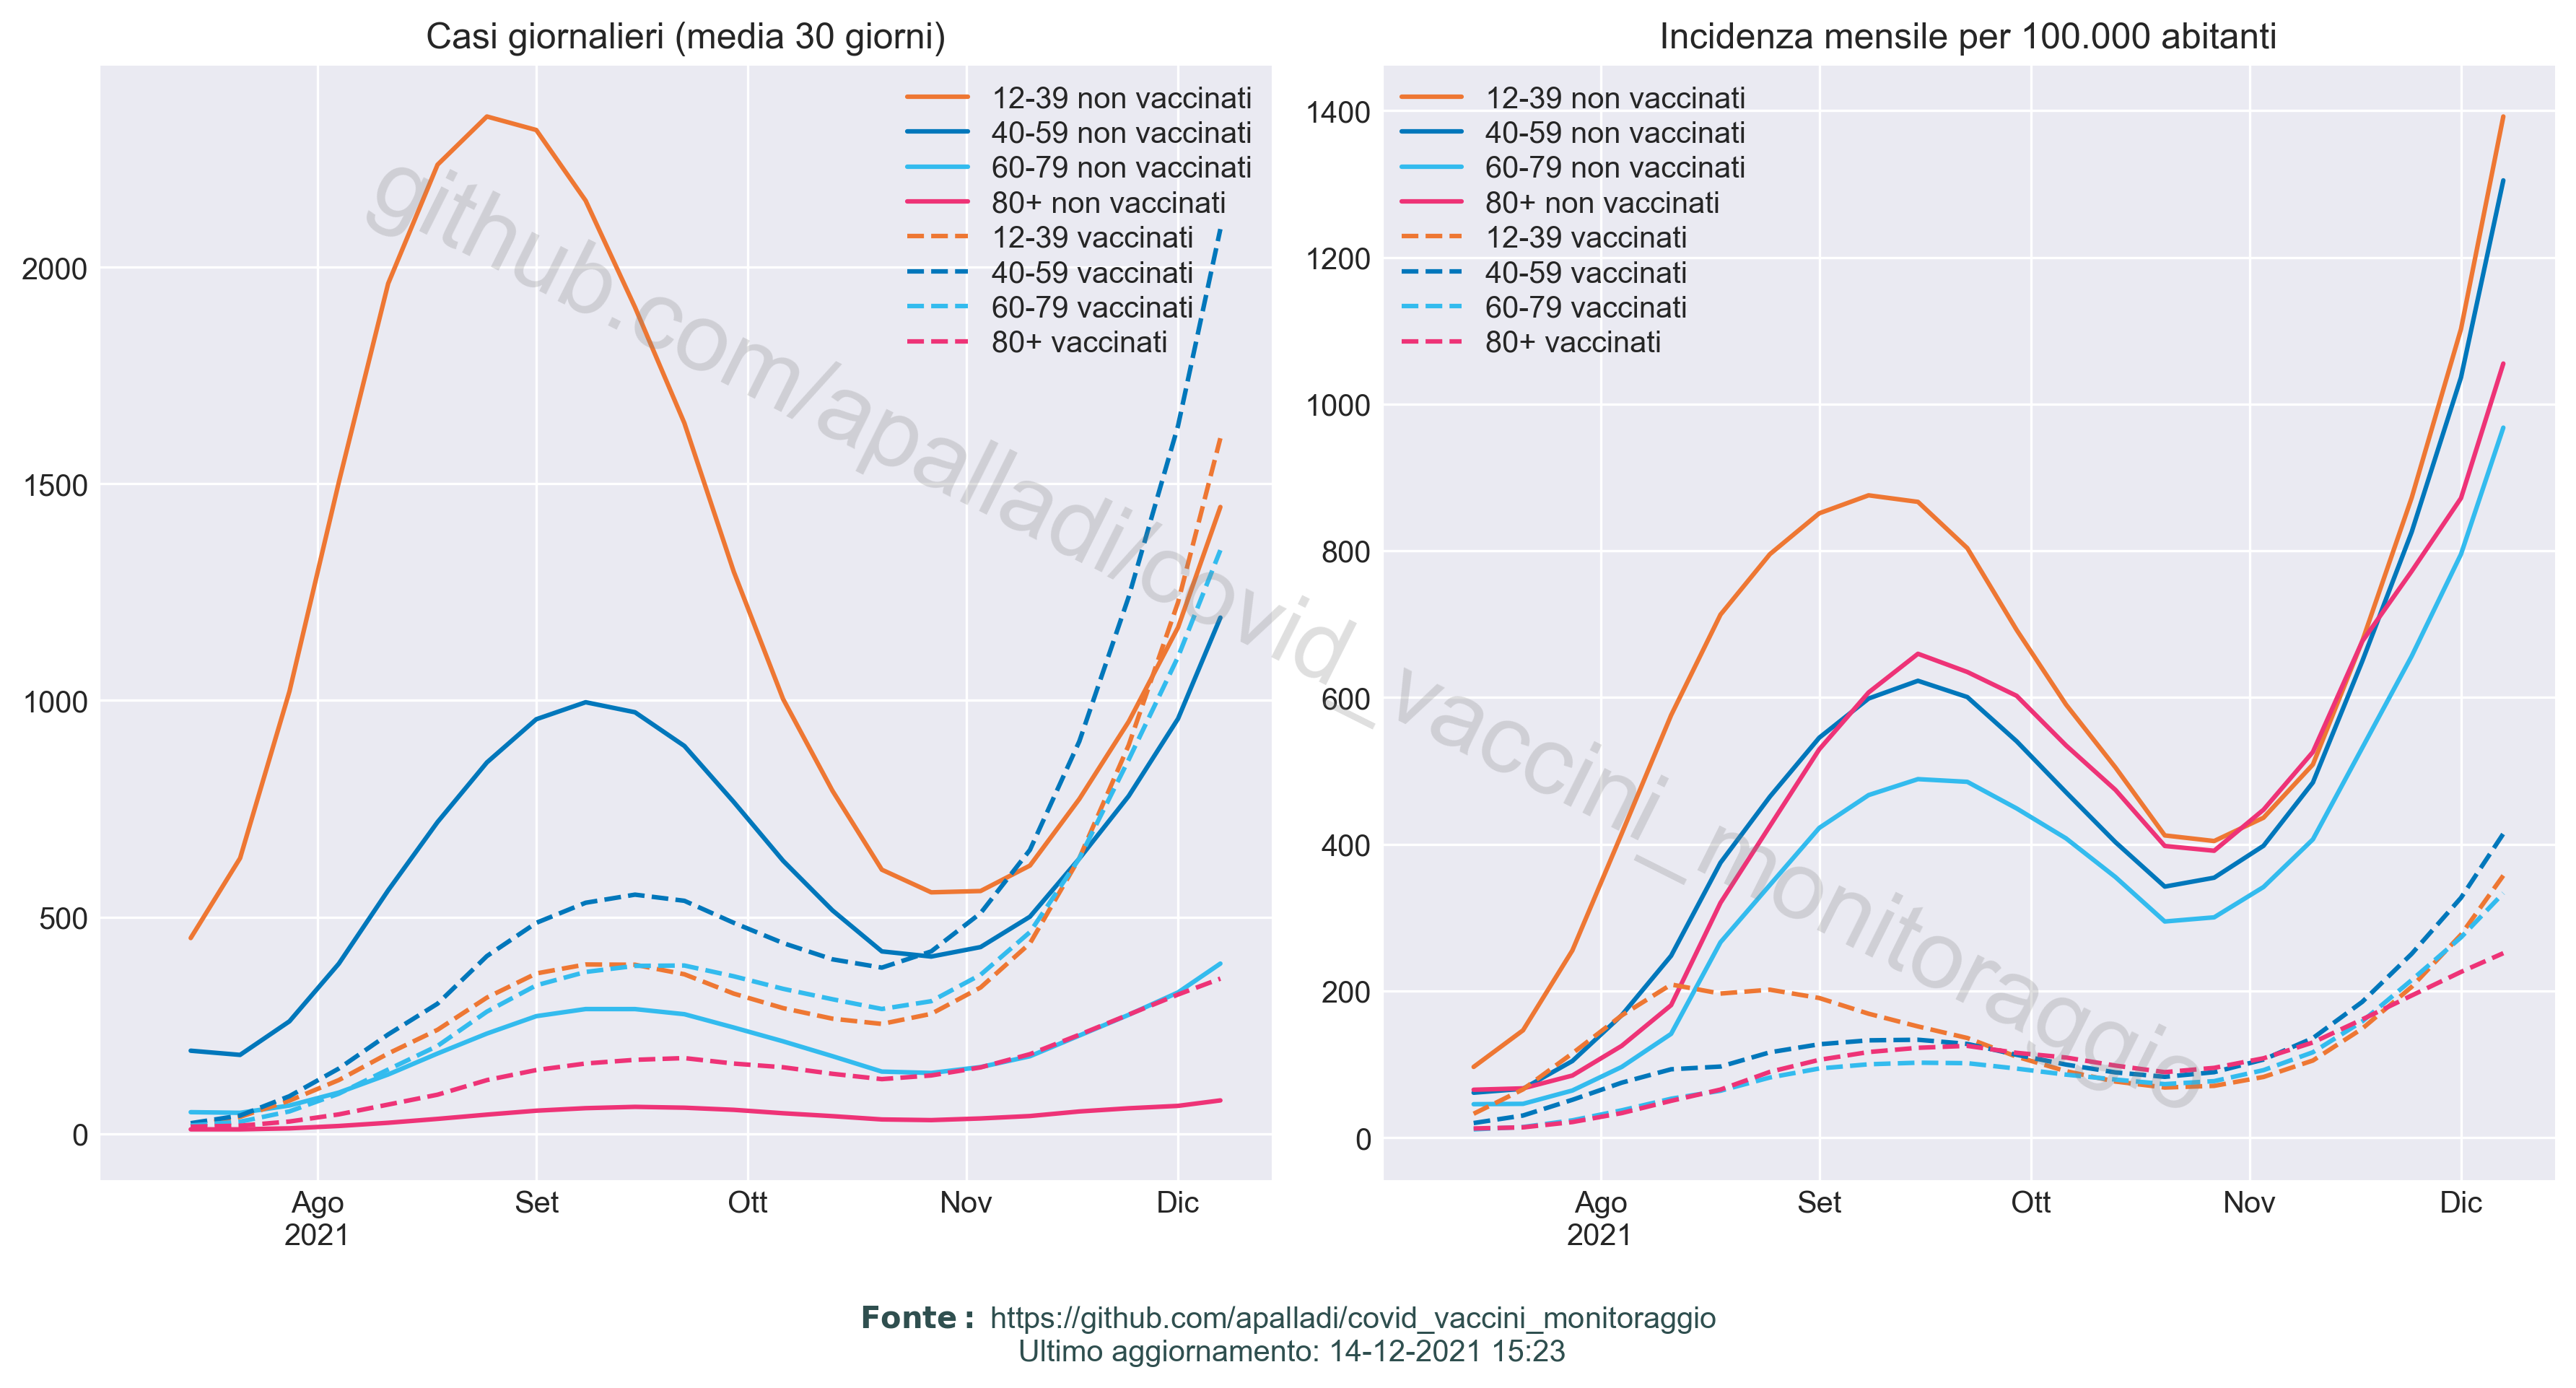 Casi giornalieri (media 30 giorni)
12-39 non vaccinati
40-59 non vaccinati
60-79 non vaccinati
80+ non vaccinati
12-39 vaccinati
40-59 vaccinati
60-79 vaccinati
80+ vaccinati
2000
1500
1000
500
0
Ago
2021
Set
Ott
Nov
Dic
Incidenza mensile per 100.000 abitanti
12-39 non vaccinati
40-59 non vaccinati
60-79 non vaccinati
80+ non vaccinati
12-39 vaccinati
40-59 vaccinati
60-79 vaccinati
80+ vaccinati
1400
1200
1000
800
600
400
200
0
Ago
2021
Set
Ott
Nov
Dic
github.com/apalladi/covid_vaccini_monitoraggio
Fonte: https://github.com/apalladi/covid_vaccini_monitoraggio
Ultimo aggiornamento: 14-12-2021 15:23